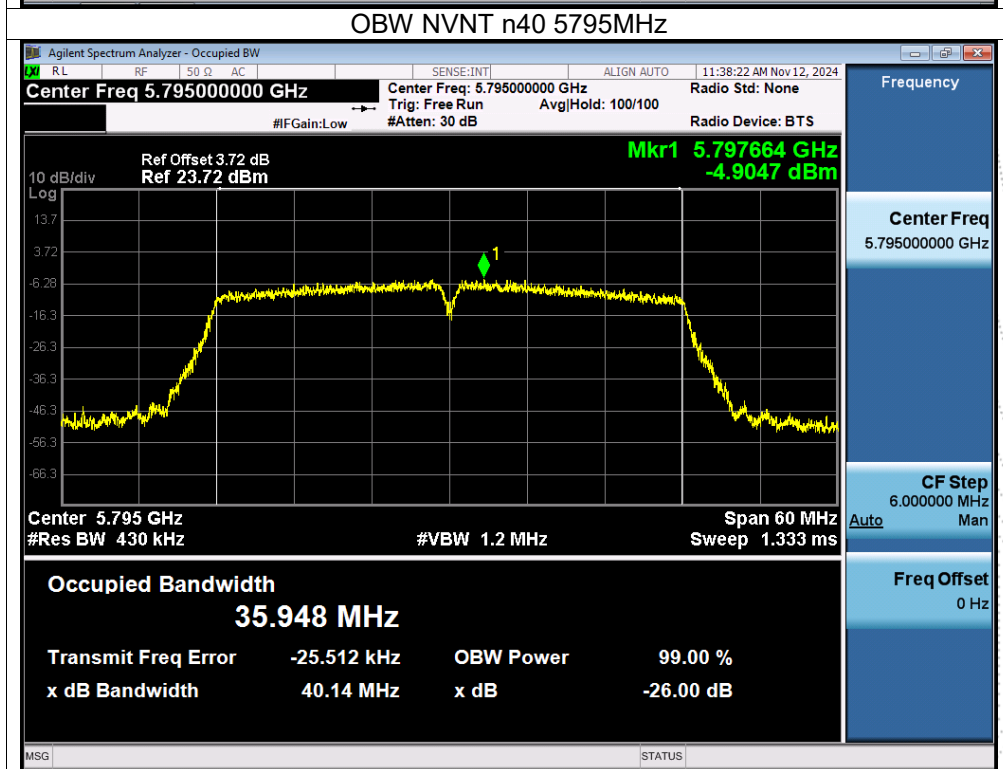 OBW NVNT n40 5795MHz
Agilent Spectrum Analyzer - Occupied BW
LXI RL RF 50 Ω AC SENSE:INT ALIGN AUTO 11:38:22 AM Nov 12, 2024
Center Freq 5.795000000 GHz
Center Freq: 5.795000000 GHz Radio Std: None
Trig: Free Run Avg|Hold: 100/100
#IFGain:Low #Atten: 30 dB Radio Device: BTS
Mkr1 5.797664 GHz
-4.9047 dBm
Ref Offset 3.72 dB
10 dB/div Ref 23.72 dBm
Log
13.7
3.72
-6.28
-16.3
-26.3
-36.3
-46.3
-56.3
-66.3
1
Center 5.795 GHz Span 60 MHz
#Res BW 430 kHz #VBW 1.2 MHz Sweep 1.333 ms
Occupied Bandwidth
35.948 MHz
Transmit Freq Error -25.512 kHz OBW Power 99.00 %
x dB Bandwidth 40.14 MHz x dB -26.00 dB
Frequency
Center Freq
5.795000000 GHz
CF Step
6.000000 MHz
Auto Man
Freq Offset
0 Hz
MSG STATUS